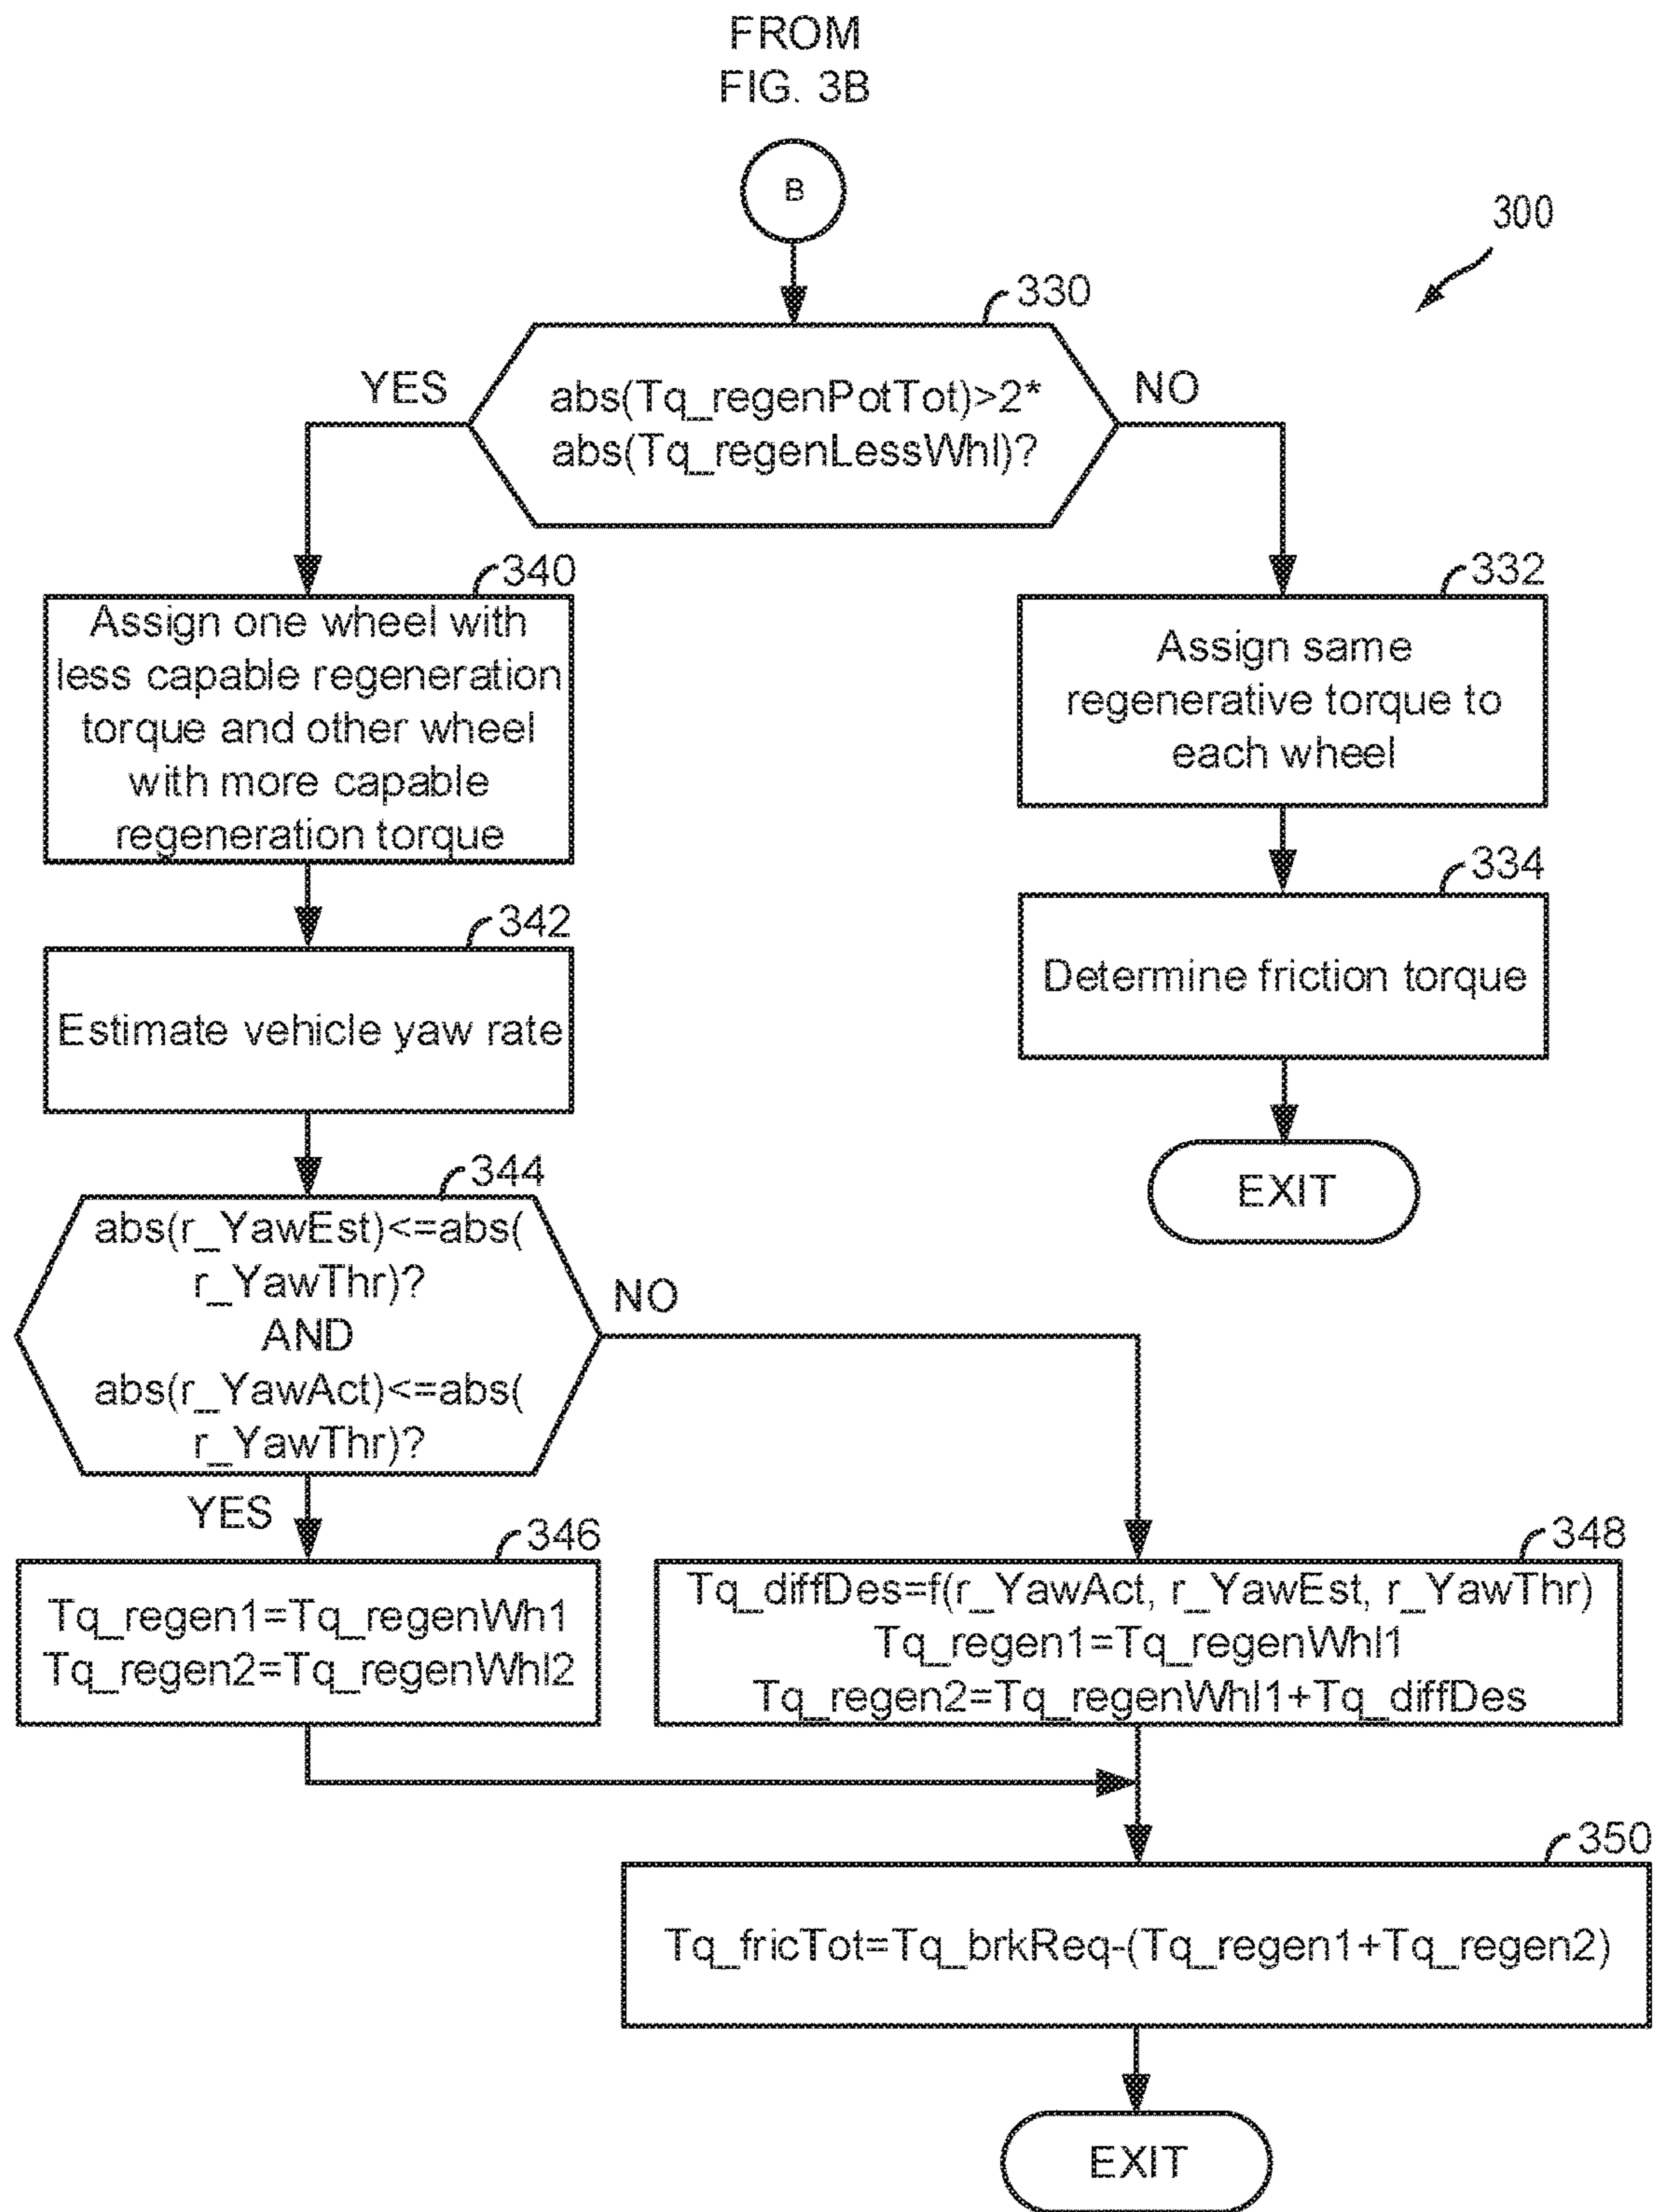 FROM
FIG. 3B
B
300
330
abs(Tq_regenPotTot)>2*
abs(Tq_regenLessWhl)?
YES
NO
340
Assign one wheel with
less capable regeneration
torque and other wheel
with more capable
regeneration torque
332
Assign same
regenerative torque to
each wheel
334
Determine friction torque
EXIT
342
Estimate vehicle yaw rate
344
abs(r_YawEst)<=abs(
r_YawThr)?
AND
abs(r_YawAct)<=abs(
r_YawThr)?
NO
YES
346
Tq_regen1=Tq_regenWh1
Tq_regen2=Tq_regenWhl2
348
Tq_diffDes=f(r_YawAct, r_YawEst, r_YawThr)
Tq_regen1=Tq_regenWhl1
Tq_regen2=Tq_regenWhl1+Tq_diffDes
350
Tq_fricTot=Tq_brkReq-(Tq_regen1+Tq_regen2)
EXIT